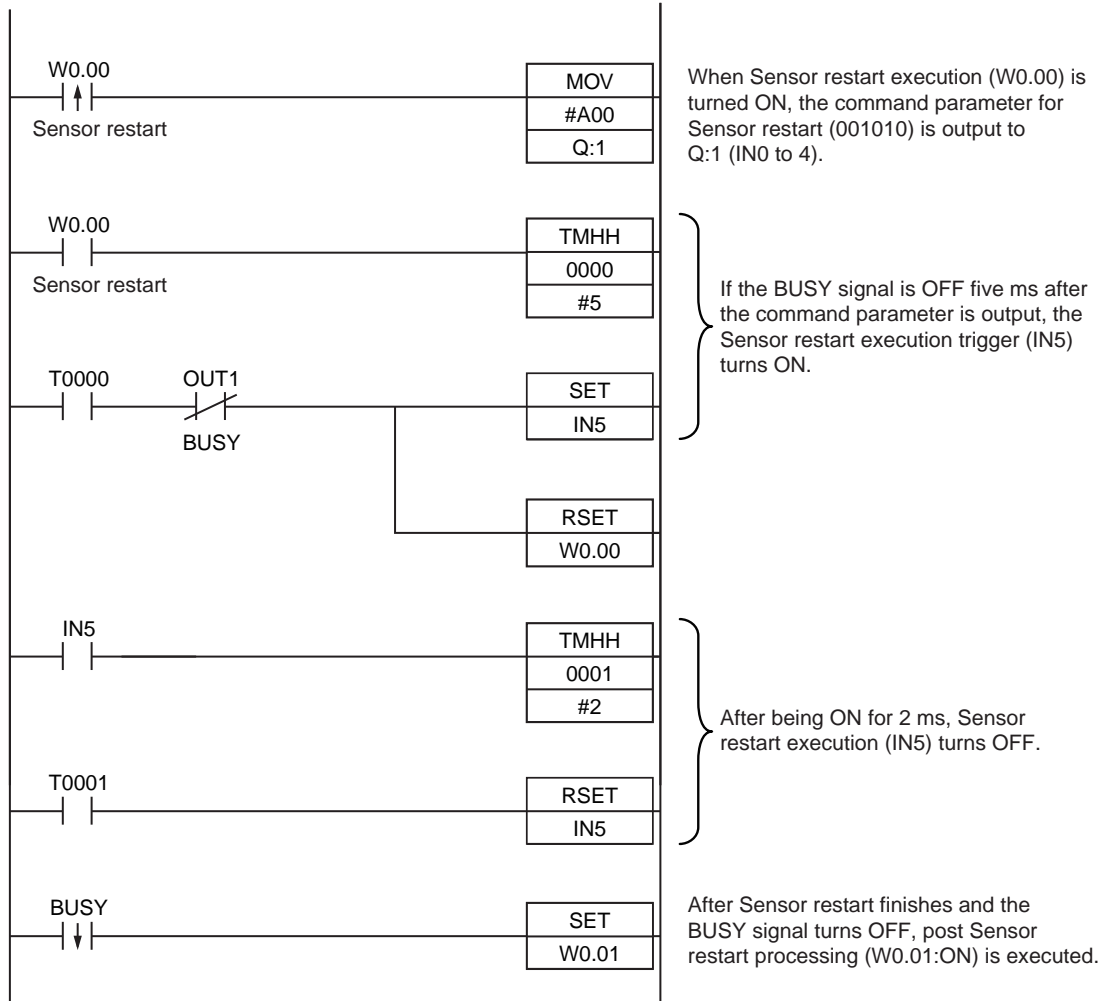 W0.00
Sensor restart
MOV
#A00
Q:1
When Sensor restart execution (W0.00) is
turned ON, the command parameter for
Sensor restart (001010) is output to
Q:1 (IN0 to 4).
W0.00
Sensor restart
TMHH
0000
#5
If the BUSY signal is OFF five ms after
the command parameter is output, the
Sensor restart execution trigger (IN5)
turns ON.
T0000
OUT1
BUSY
SET
IN5
RSET
W0.00
IN5
TMHH
0001
#2
After being ON for 2 ms, Sensor
restart execution (IN5) turns OFF.
T0001
RSET
IN5
BUSY
SET
W0.01
After Sensor restart finishes and the
BUSY signal turns OFF, post Sensor
restart processing (W0.01:ON) is executed.